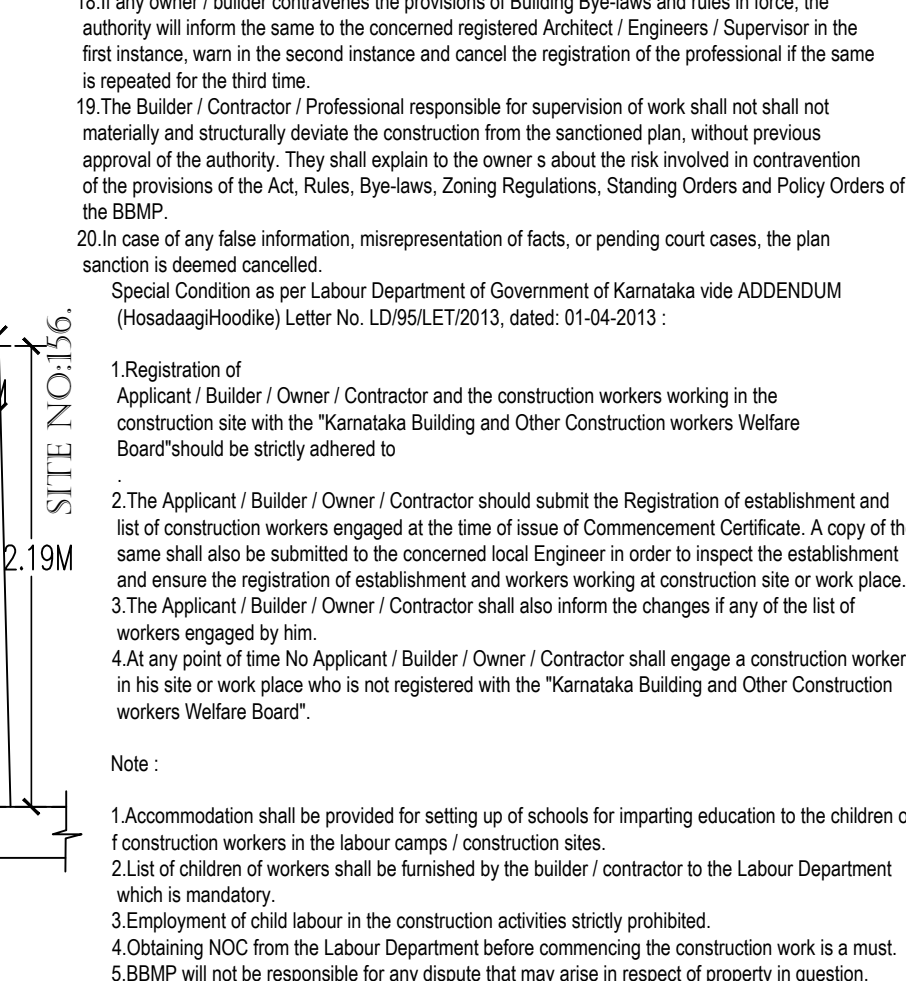 18.If any owner / builder contravenes the provisions of Building Bye-laws and rules in force, the
authority will inform the same to the concerned registered Architect / Engineers / Supervisor in the
first instance, warn in the second instance and cancel the registration of the professional if the same
is repeated for the third time.
19.The Builder / Contractor / Professional responsible for supervision of work shall not shall not
materially and structurally deviate the construction from the sanctioned plan, without previous
approval of the authority. They shall explain to the owner s about the risk involved in contravention
of the provisions of the Act, Rules, Bye-laws, Zoning Regulations, Standing Orders and Policy Orders of
the BBMP.
20.In case of any false information, misrepresentation of facts, or pending court cases, the plan
sanction is deemed cancelled.
Special Condition as per Labour Department of Government of Karnataka vide ADDENDUM
(HosadaagiHoodike) Letter No. LD/95/LET/2013, dated: 01-04-2013 :
1.Registration of
Applicant / Builder / Owner / Contractor and the construction workers working in the
construction site with the "Karnataka Building and Other Construction workers Welfare
Board"should be strictly adhered to
.
2.The Applicant / Builder / Owner / Contractor should submit the Registration of establishment and
list of construction workers engaged at the time of issue of Commencement Certificate. A copy of th
same shall also be submitted to the concerned local Engineer in order to inspect the establishment
and ensure the registration of establishment and workers working at construction site or work place.
3.The Applicant / Builder / Owner / Contractor shall also inform the changes if any of the list of
workers engaged by him.
4.At any point of time No Applicant / Builder / Owner / Contractor shall engage a construction worker
in his site or work place who is not registered with the "Karnataka Building and Other Construction
workers Welfare Board".
Note :
1.Accommodation shall be provided for setting up of schools for imparting education to the children o
f construction workers in the labour camps / construction sites.
2.List of children of workers shall be furnished by the builder / contractor to the Labour Department
which is mandatory.
3.Employment of child labour in the construction activities strictly prohibited.
4.Obtaining NOC from the Labour Department before commencing the construction work is a must.
5.BBMP will not be responsible for any dispute that may arise in respect of property in question.
SITE NO:156.
2.19M